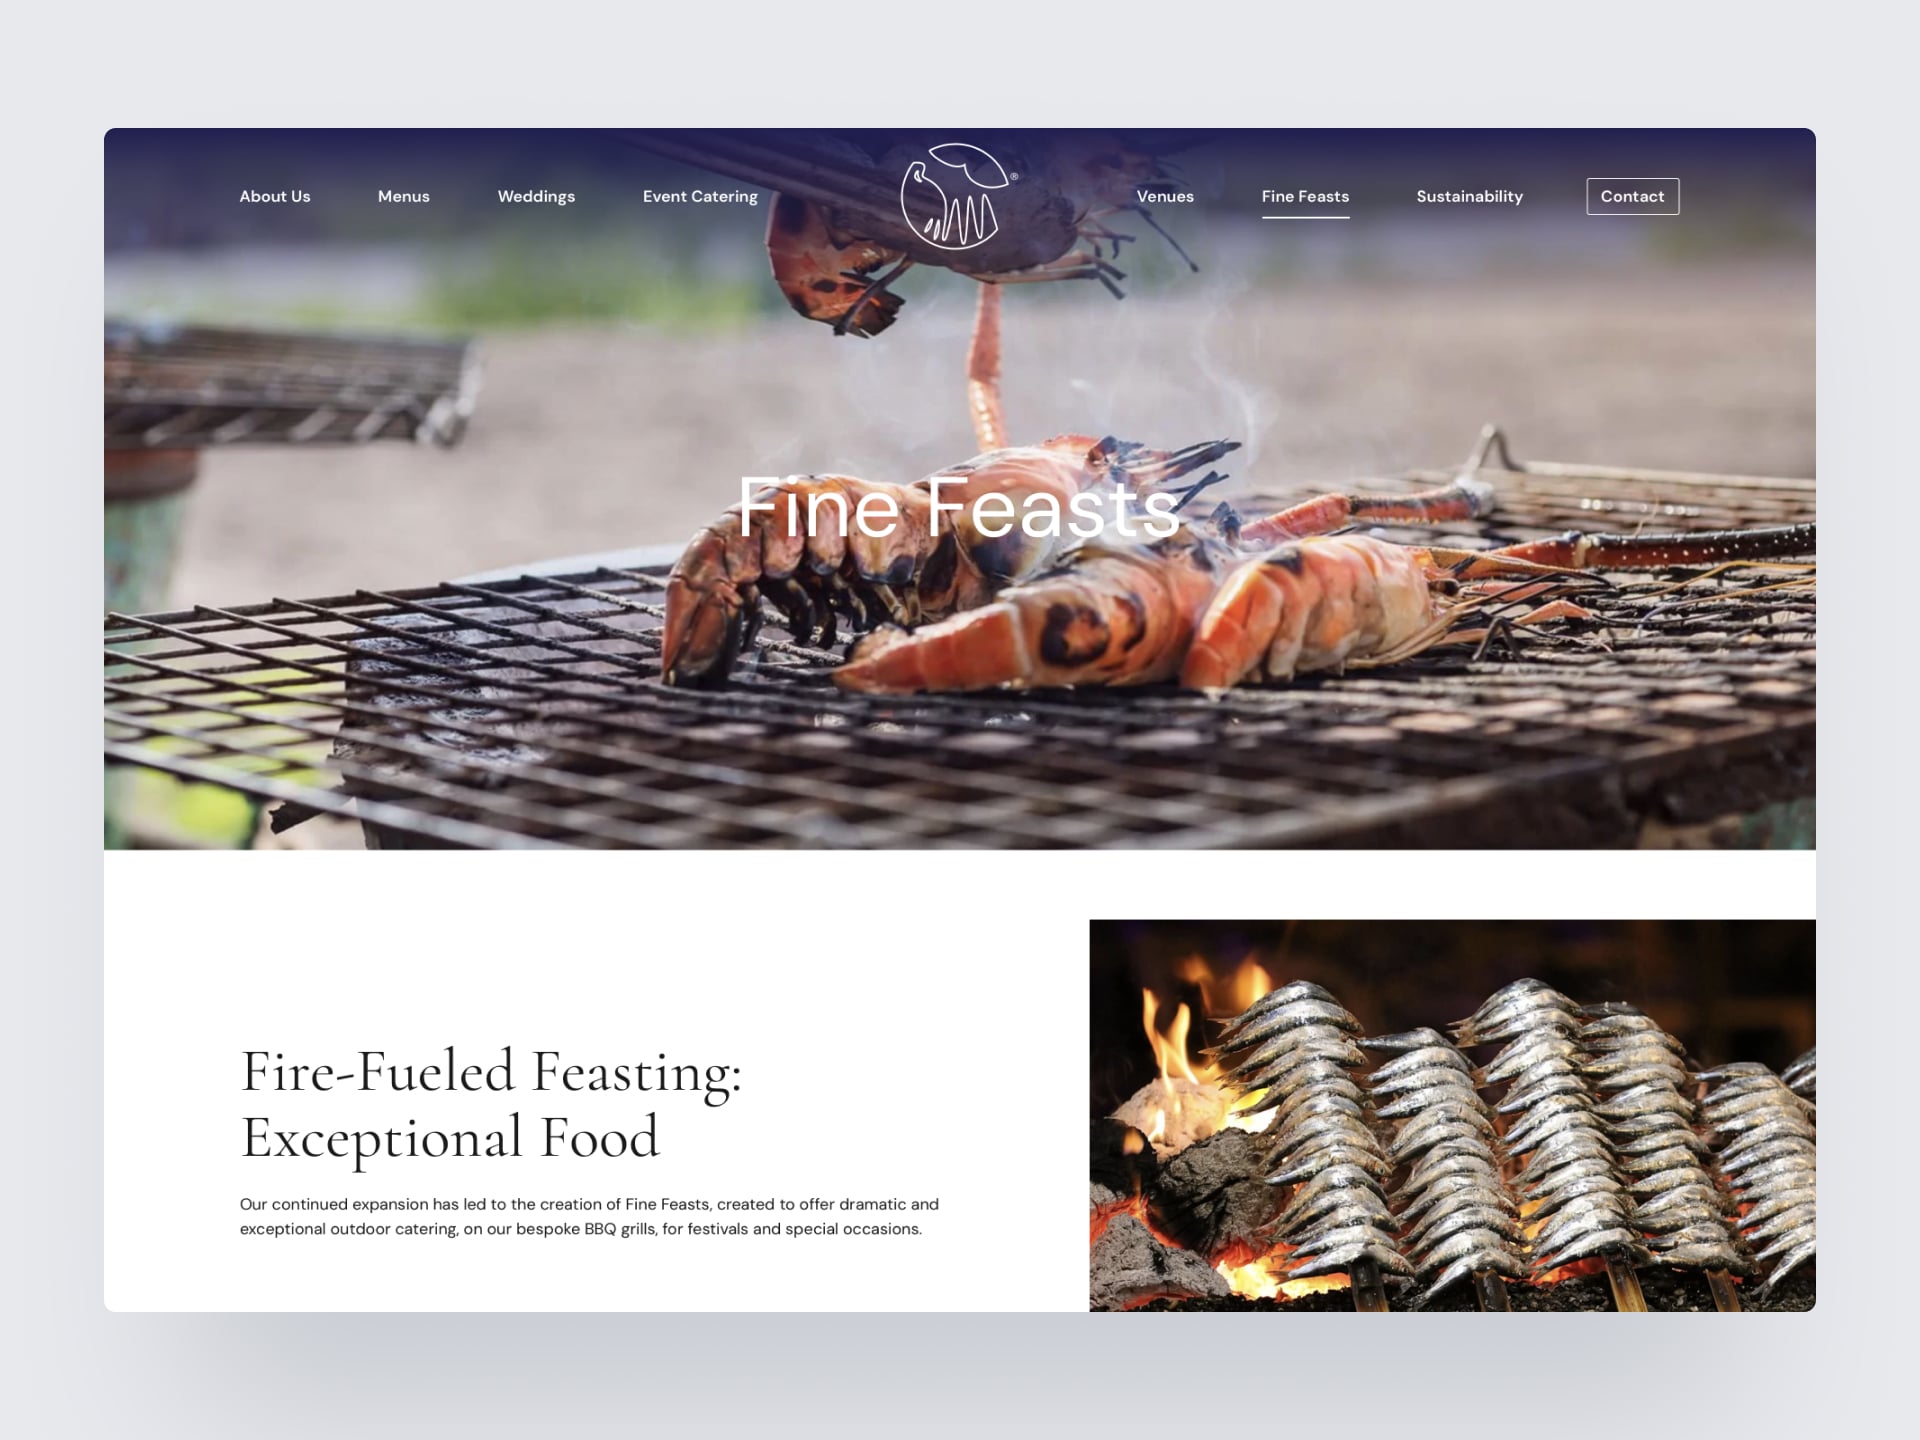 About Us
Menus
Weddings
Event Catering
®
Venues
Fine Feasts
Sustainability
Contact
Fine Feasts
Fire-Fueled Feasting:
Exceptional Food
Our continued expansion has led to the creation of Fine Feasts, created to offer dramatic and
exceptional outdoor catering, on our bespoke BBQ grills, for festivals and special occasions.